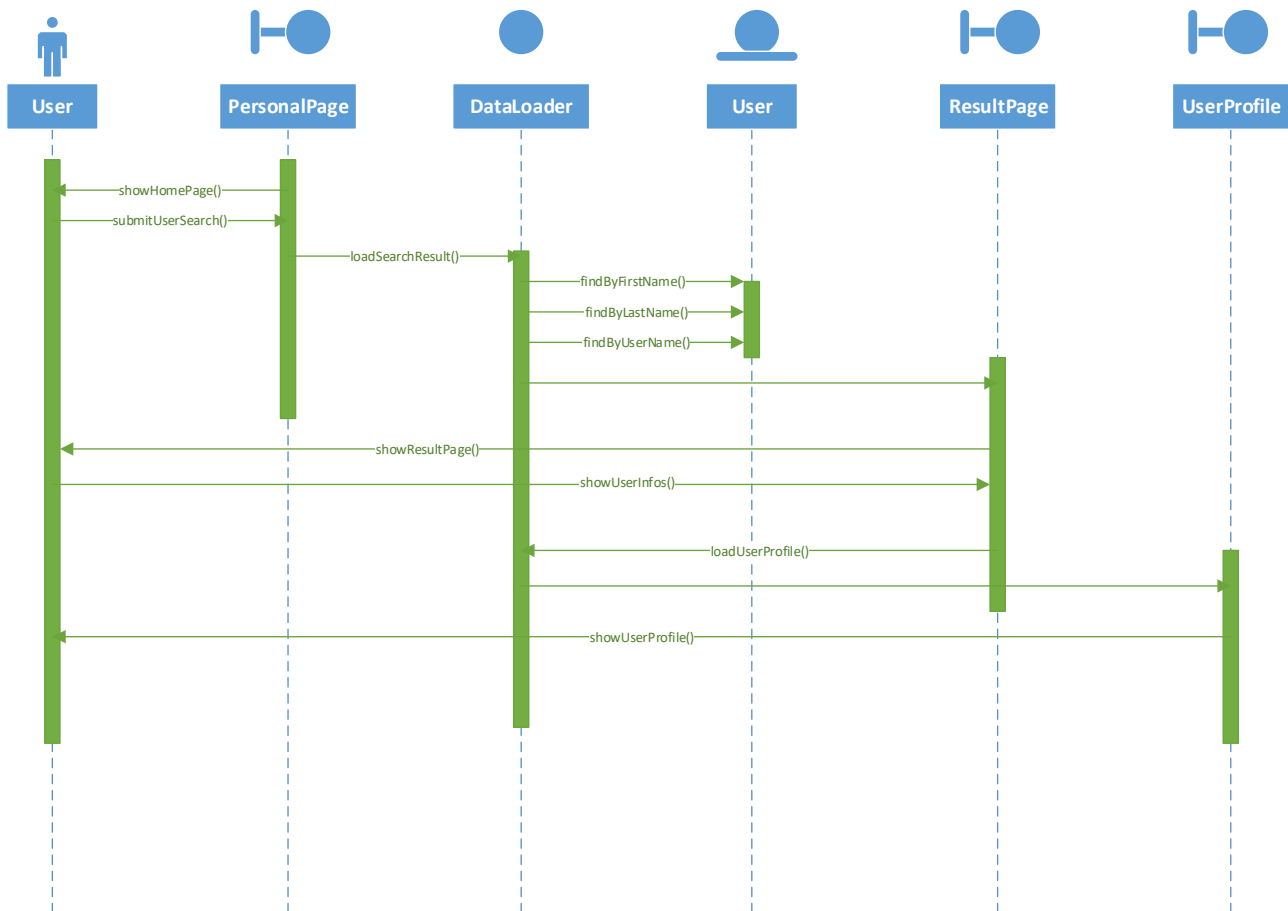 User
PersonalPage
DataLoader
User
ResultPage
UserProfile
showHomePage()
submitUserSearch()
loadSearchResult()
findByFirstName()
findByLastName()
findByUserName()
showResultPage()
showUserInfos()
loadUserProfile()
showUserProfile()